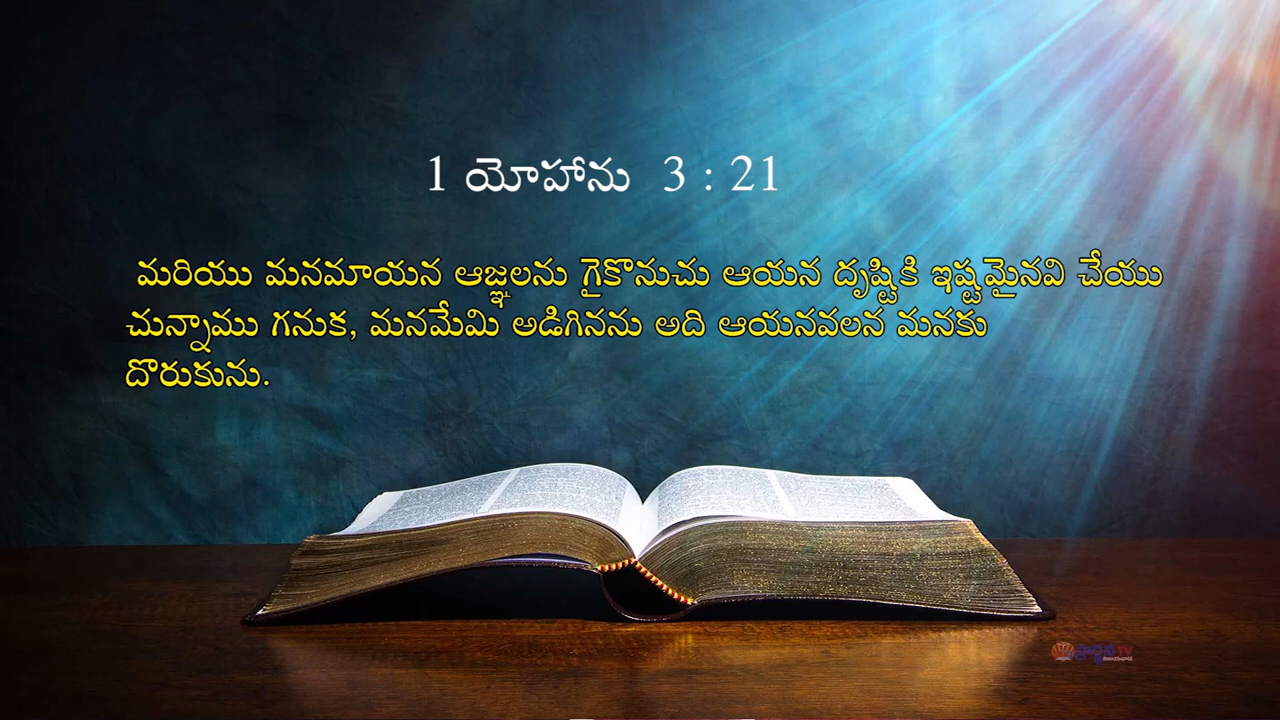 1 యోహాను 3 : 21
మరియు మనమాయన ఆజ్ఞలను గైకొనుచు ఆయన దృష్టికి ఇష్టమైనవి చేయు
చున్నాము గనుక, మనమేమి అడిగినను అది ఆయనవలన మనకు
దొరుకును.
TV